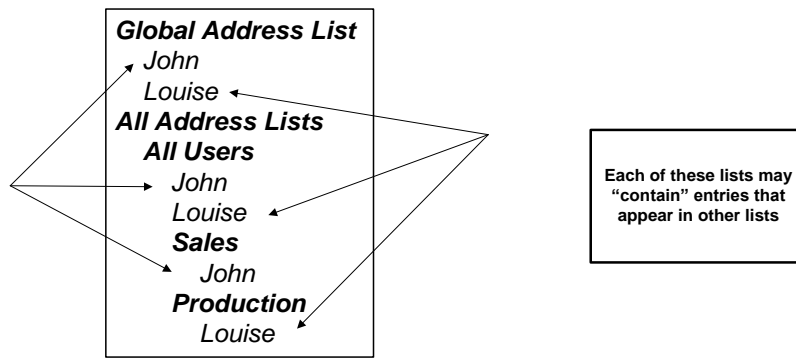 Global Address List
John
Louise
All Address Lists
All Users
John
Louise
Sales
John
Production
Louise
Each of these lists may
“contain” entries that
appear in other lists